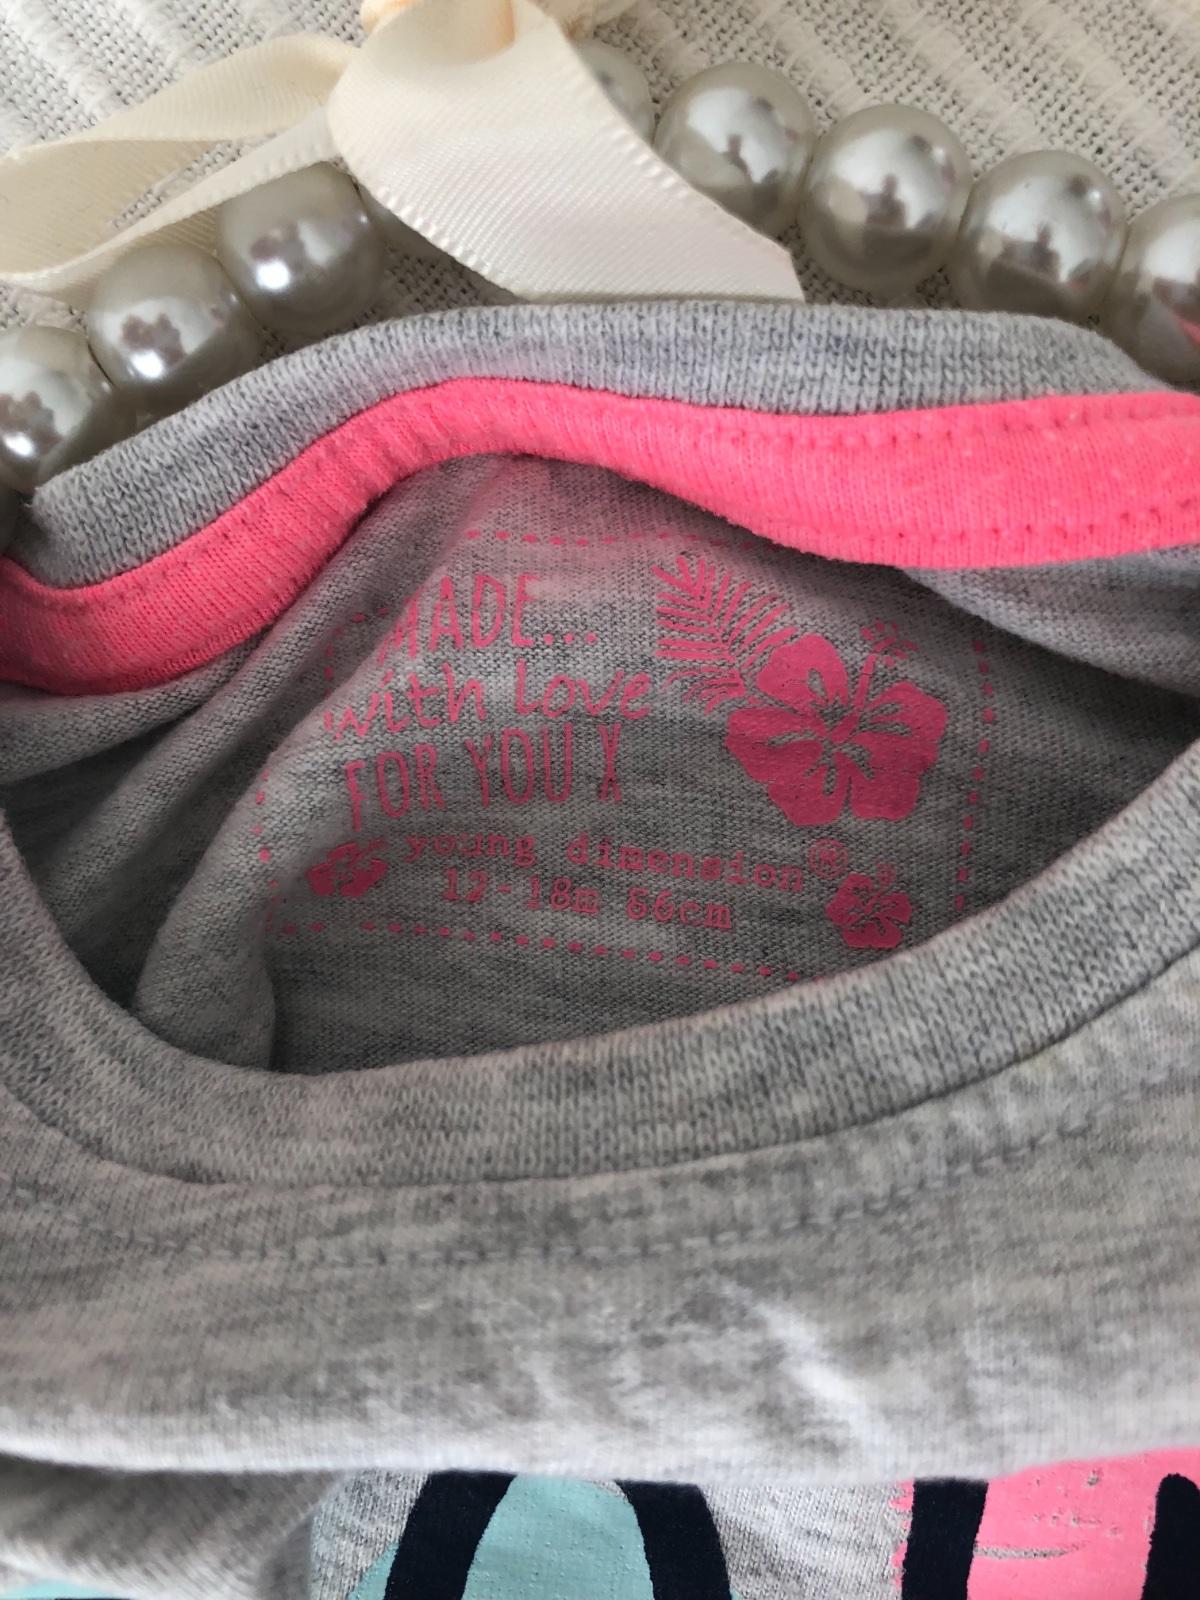 MADE...
with love
FOR YOU X
young dimension®
12-18m 86cm